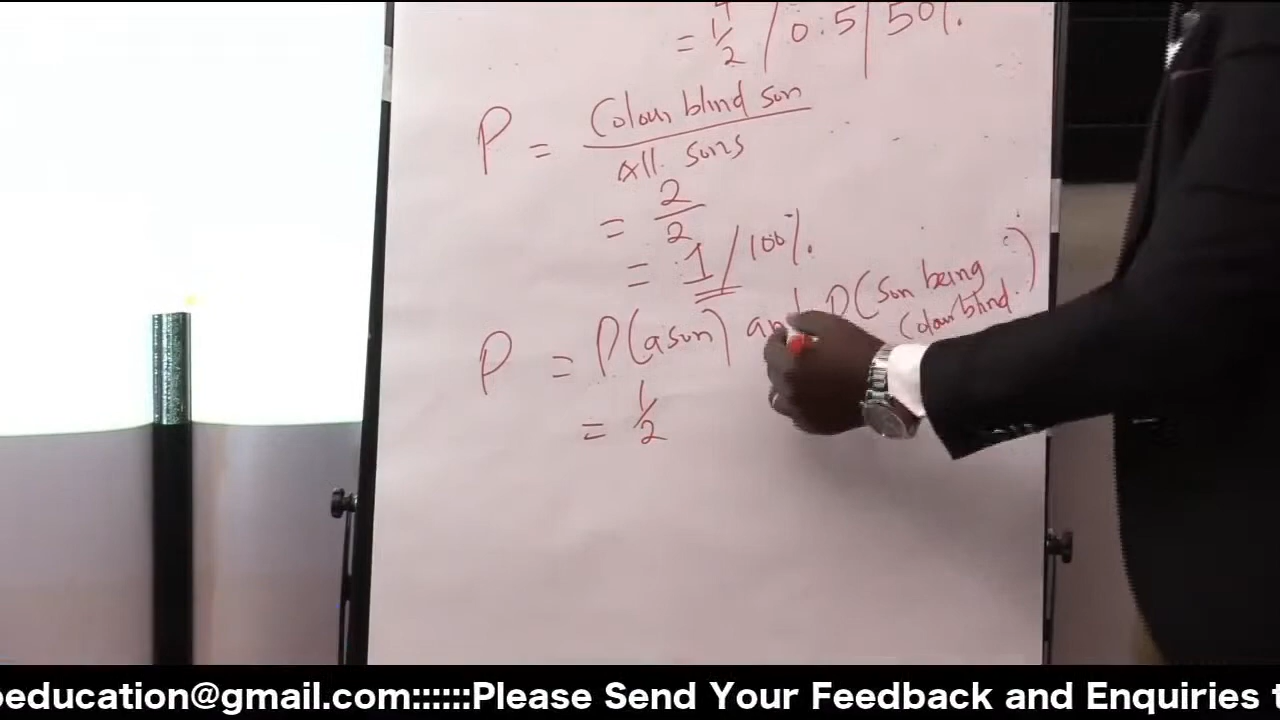 = 1/2 / 0.5 / 50%.
P = Colour blind son
All sons
= 2
2
= 1 / 100%.
P = P(a son) and P(Son being
Colour blind.)
= 1/2
oeducation@gmail.com::::::Please Send Your Feedback and Enquiries t